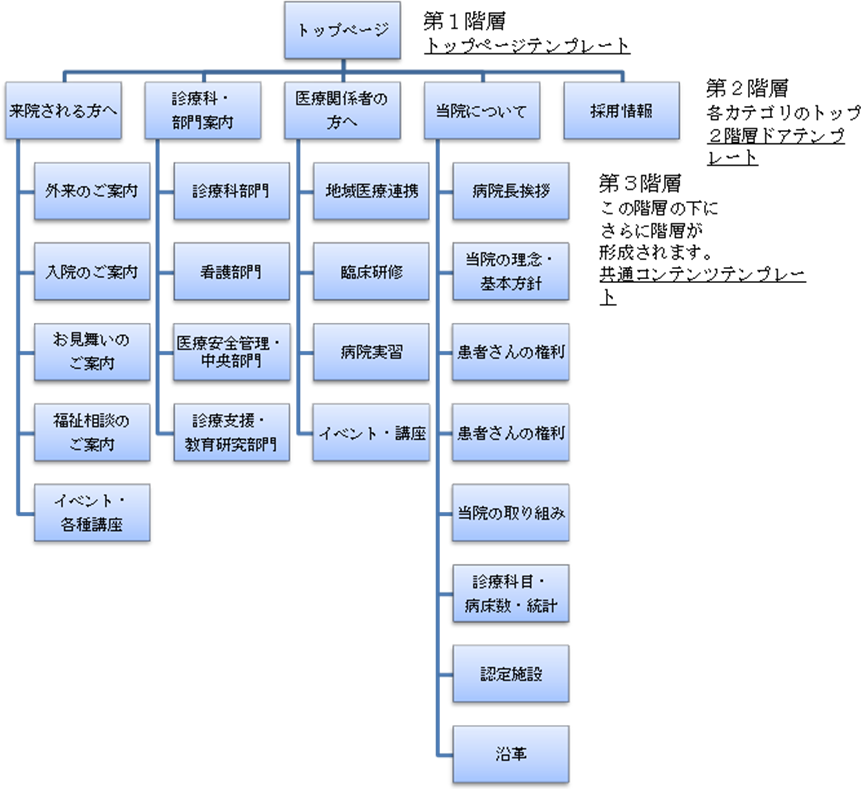 トップページ
第１階層
トップページテンプレート
来院される方へ
診療科・
部門案内
医療関係者の
方へ
当院について
採用情報
第２階層
各カテゴリのトップ
２階層ドアテンプ
レート
外来のご案内
入院のご案内
お見舞いの
ご案内
福祉相談の
ご案内
イベント・
各種講座
診療科部門
看護部門
医療安全管理・
中央部門
診療支援・
教育研究部門
地域医療連携
臨床研修
病院実習
イベント・講座
病院長挨拶
当院の理念・
基本方針
患者さんの権利
患者さんの権利
当院の取り組み
診療科目・
病床数・統計
認定施設
沿革
第３階層
この階層の下に
さらに階層が
形成されます。
共通コンテンツテンプレー
ト